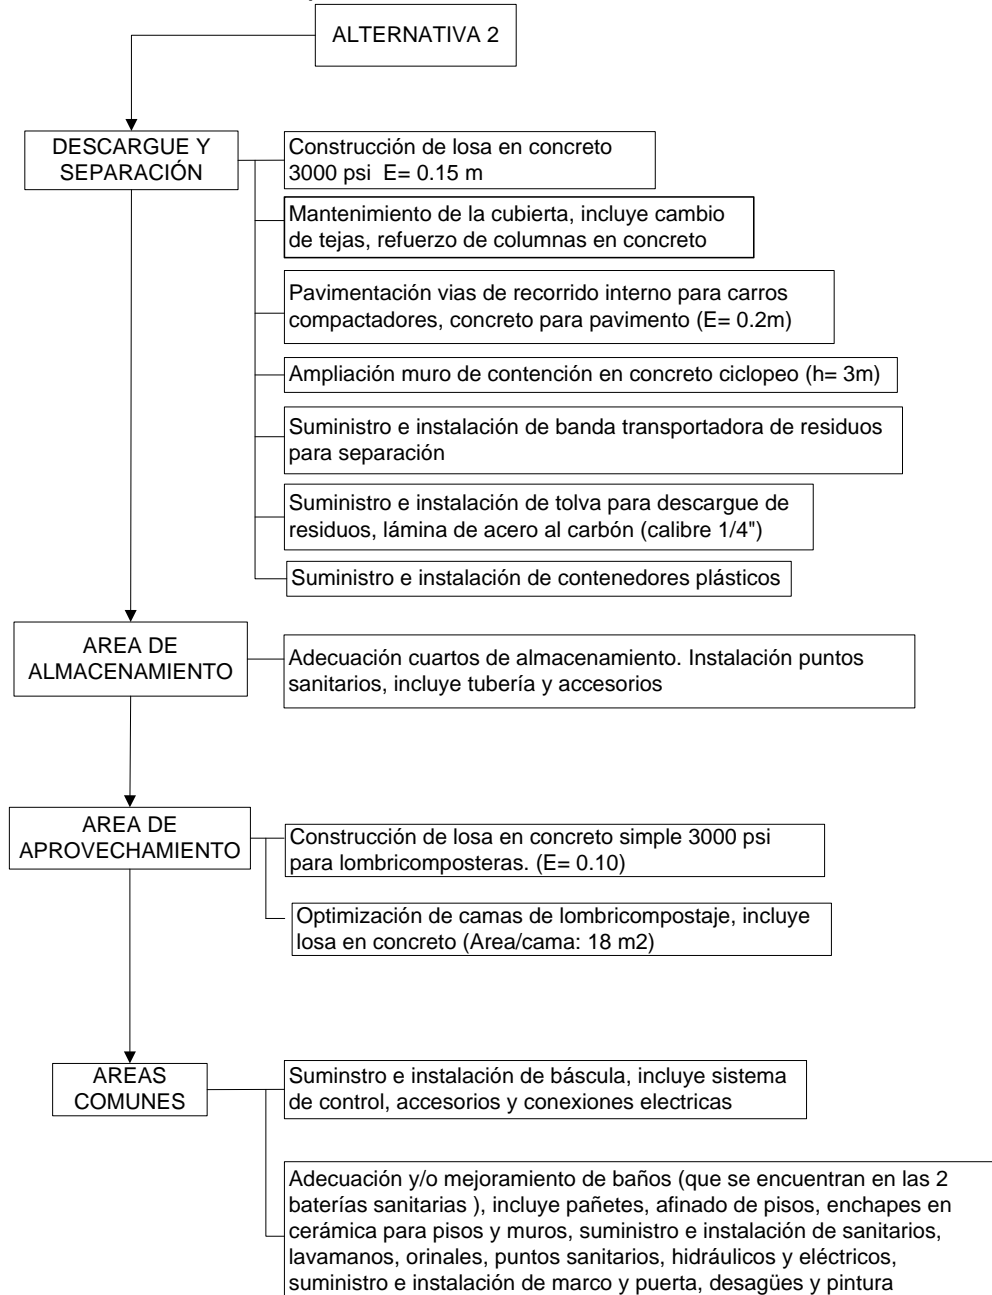 ALTERNATIVA 2
DESCARGUE Y
SEPARACIÓN
Construcción de losa en concreto
3000 psi E= 0.15 m
Mantenimiento de la cubierta, incluye cambio
de tejas, refuerzo de columnas en concreto
Pavimentación vias de recorrido interno para carros
compactadores, concreto para pavimento (E= 0.2m)
Ampliación muro de contención en concreto ciclopeo (h= 3m)
Suministro e instalación de banda transportadora de residuos
para separación
Suministro e instalación de tolva para descargue de
residuos, lámina de acero al carbón (calibre 1/4")
Suministro e instalación de contenedores plásticos
AREA DE
ALMACENAMIENTO
Adecuación cuartos de almacenamiento. Instalación puntos
sanitarios, incluye tubería y accesorios
AREA DE
APROVECHAMIENTO
Construcción de losa en concreto simple 3000 psi
para lombricomposteras. (E= 0.10)
Optimización de camas de lombricompostaje, incluye
losa en concreto (Area/cama: 18 m2)
AREAS
COMUNES
Suminstro e instalación de báscula, incluye sistema
de control, accesorios y conexiones electricas
Adecuación y/o mejoramiento de baños (que se encuentran en las 2
baterías sanitarias ), incluye pañetes, afinado de pisos, enchapes en
cerámica para pisos y muros, suministro e instalación de sanitarios,
lavamanos, orinales, puntos sanitarios, hidráulicos y eléctricos,
suministro e instalación de marco y puerta, desagües y pintura